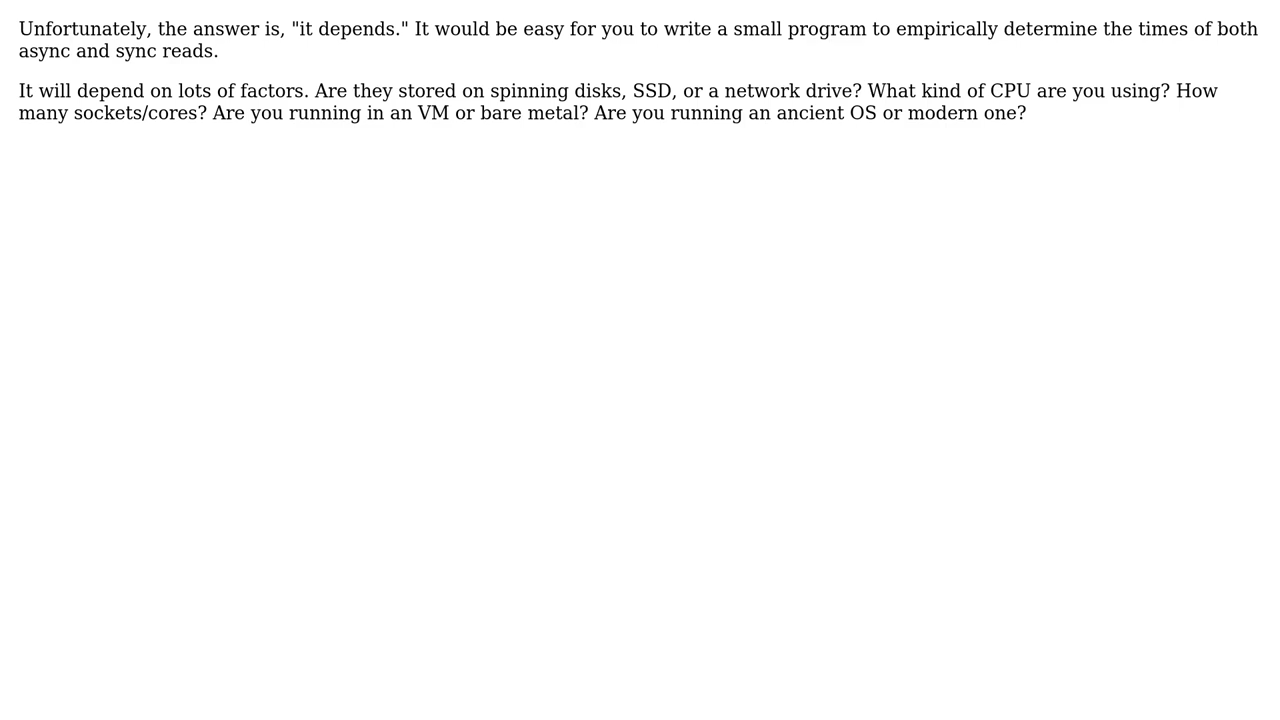 Unfortunately, the answer is, "it depends." It would be easy for you to write a small program to empirically determine the times of both
async and sync reads.
It will depend on lots of factors. Are they stored on spinning disks, SSD, or a network drive? What kind of CPU are you using? How
many sockets/cores? Are you running in an VM or bare metal? Are you running an ancient OS or modern one?